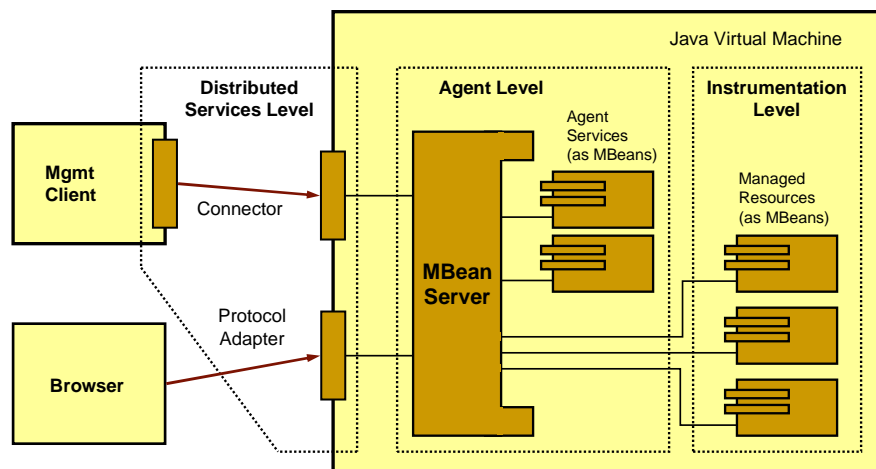 Java Virtual Machine
Distributed
Services Level
Agent Level
Instrumentation
Level
Agent
Services
(as MBeans)
Mgmt
Client
Connector
Managed
Resources
(as MBeans)
MBean
Server
Protocol
Adapter
Browser